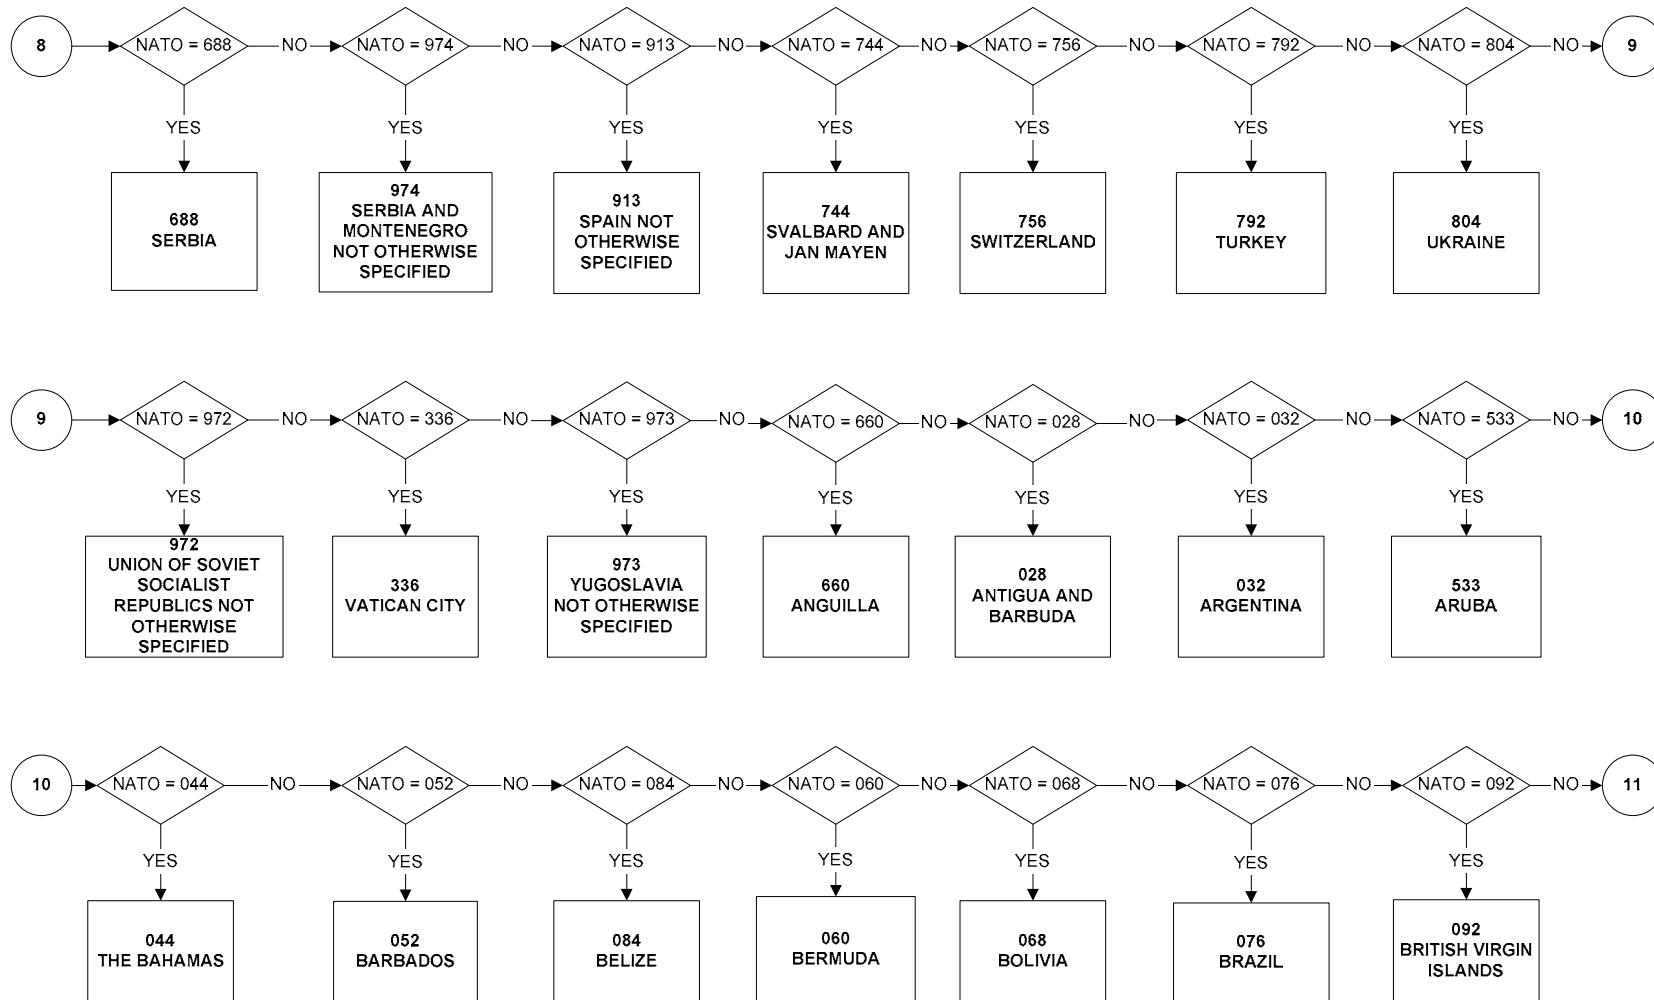 8
NATO = 688
NO
NATO = 974
NO
NATO = 913
NO
NATO = 744
NO
NATO = 756
NO
NATO = 792
NO
NATO = 804
NO
9
YES
YES
YES
YES
YES
YES
YES
688
SERBIA
974
SERBIA AND
MONTENEGRO
NOT OTHERWISE
SPECIFIED
913
SPAIN NOT
OTHERWISE
SPECIFIED
744
SVALBARD AND
JAN MAYEN
756
SWITZERLAND
792
TURKEY
804
UKRAINE
9
NATO = 972
NO
NATO = 336
NO
NATO = 973
NO
NATO = 660
NO
NATO = 028
NO
NATO = 032
NO
NATO = 533
NO
10
YES
YES
YES
YES
YES
YES
YES
972
UNION OF SOVIET
SOCIALIST
REPUBLICS NOT
OTHERWISE
SPECIFIED
336
VATICAN CITY
973
YUGOSLAVIA
NOT OTHERWISE
SPECIFIED
660
ANGUILLA
028
ANTIGUA AND
BARBUDA
032
ARGENTINA
533
ARUBA
10
NATO = 044
NO
NATO = 052
NO
NATO = 084
NO
NATO = 060
NO
NATO = 068
NO
NATO = 076
NO
NATO = 092
NO
11
YES
YES
YES
YES
YES
YES
YES
044
THE BAHAMAS
052
BARBADOS
084
BELIZE
060
BERMUDA
068
BOLIVIA
076
BRAZIL
092
BRITISH VIRGIN
ISLANDS